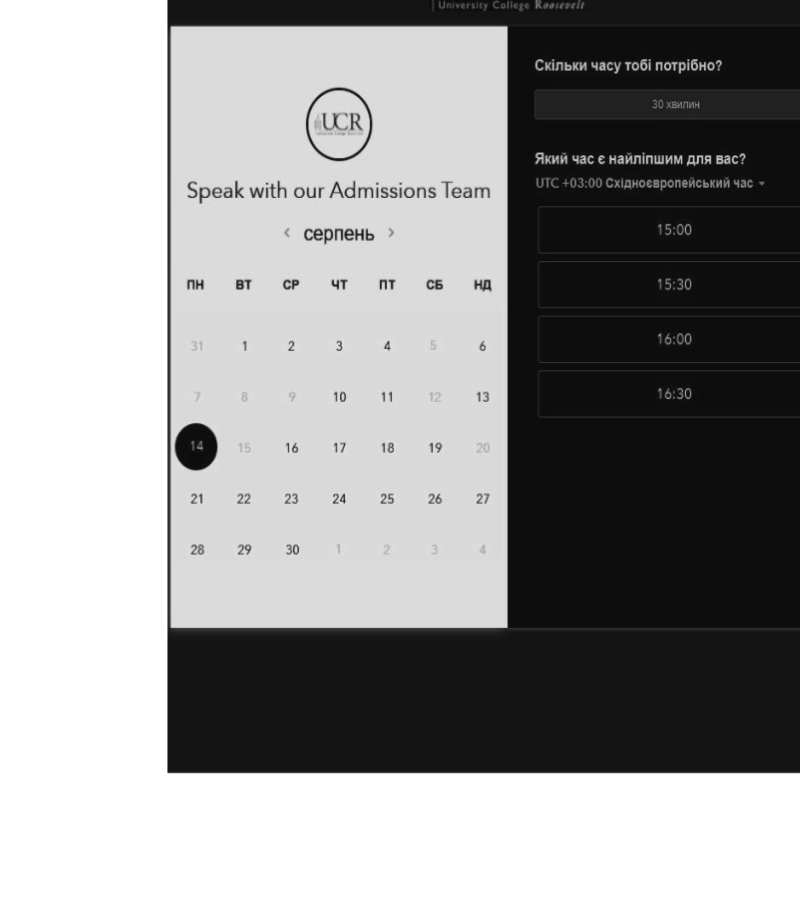 | University College Roosevelt
UCR
Speak with our Admissions Team
‹ серпень ›
ПН ВТ СР ЧТ ПТ СБ НД
31 1 2 3 4 5 6
7 8 9 10 11 12 13
14 15 16 17 18 19 20
21 22 23 24 25 26 27
28 29 30 1 2 3 4
Скільки часу тобі потрібно?
30 хвилин
Який час є найліпшим для вас?
UTC +03:00 Східноєвропейський час
15:00
15:30
16:00
16:30